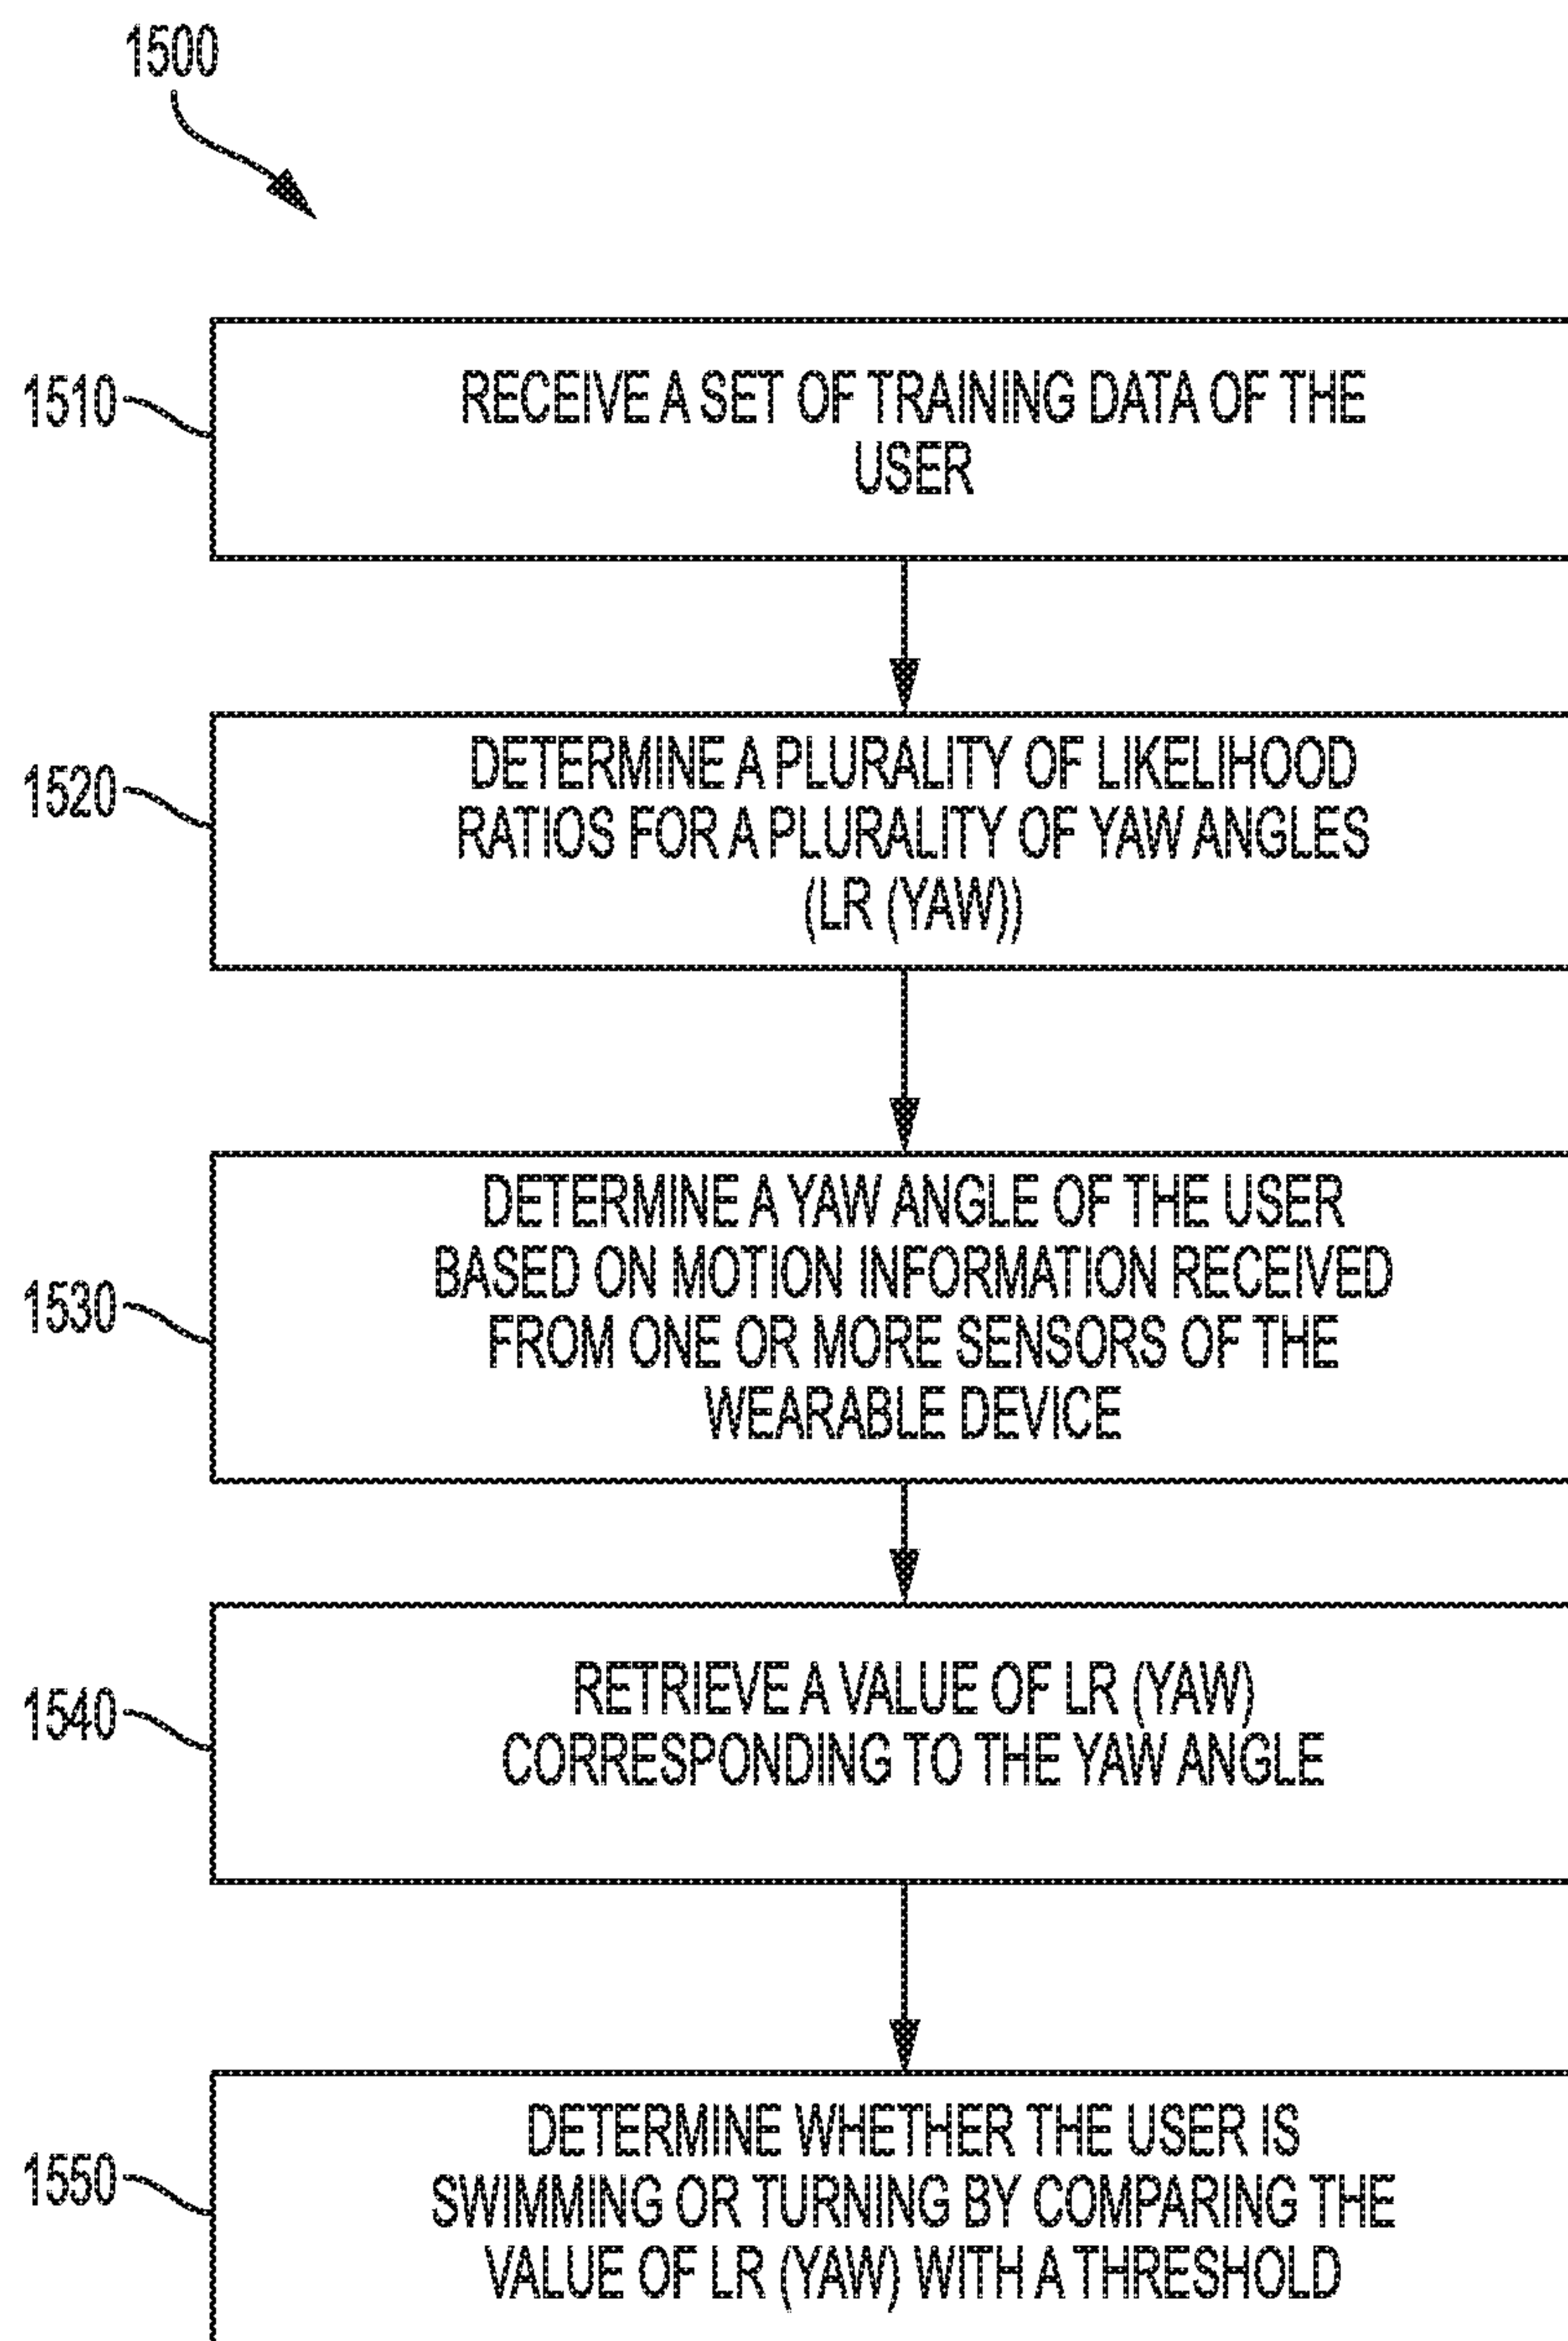 1500
1510
RECEIVE A SET OF TRAINING DATA OF THE
USER
1520
DETERMINE A PLURALITY OF LIKELIHOOD
RATIOS FOR A PLURALITY OF YAW ANGLES
(LR (YAW))
1530
DETERMINE A YAW ANGLE OF THE USER
BASED ON MOTION INFORMATION RECEIVED
FROM ONE OR MORE SENSORS OF THE
WEARABLE DEVICE
1540
RETRIEVE A VALUE OF LR (YAW)
CORRESPONDING TO THE YAW ANGLE
1550
DETERMINE WHETHER THE USER IS
SWIMMING OR TURNING BY COMPARING THE
VALUE OF LR (YAW) WITH A THRESHOLD